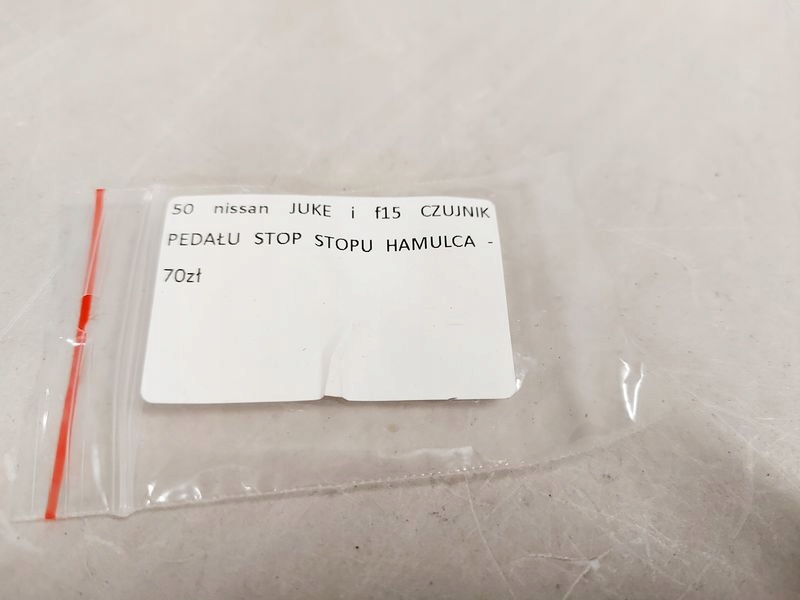 50 nissan JUKE i f15 CZUJNIK
PEDAŁU STOP STOPU HAMULCA -
70zł